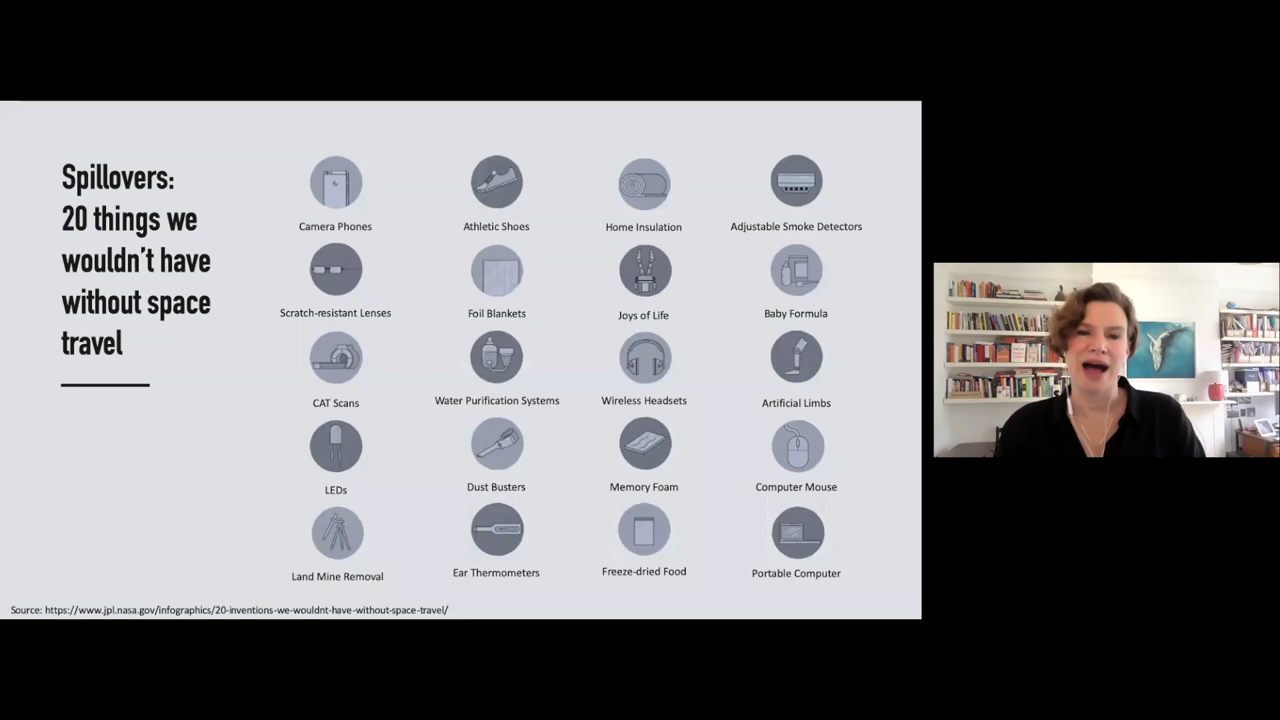 Spillovers:
20 things we
wouldn't have
without space
travel
Camera Phones
Athletic Shoes
Home Insulation
Adjustable Smoke Detectors
Scratch-resistant Lenses
Foil Blankets
Joys of Life
Baby Formula
CAT Scans
Water Purification Systems
Wireless Headsets
Artificial Limbs
LEDs
Dust Busters
Memory Foam
Computer Mouse
Land Mine Removal
Ear Thermometers
Freeze-dried Food
Portable Computer
Source: https://www.jpl.nasa.gov/infographics/20-inventions-we-wouldnt-have-without-space-travel/